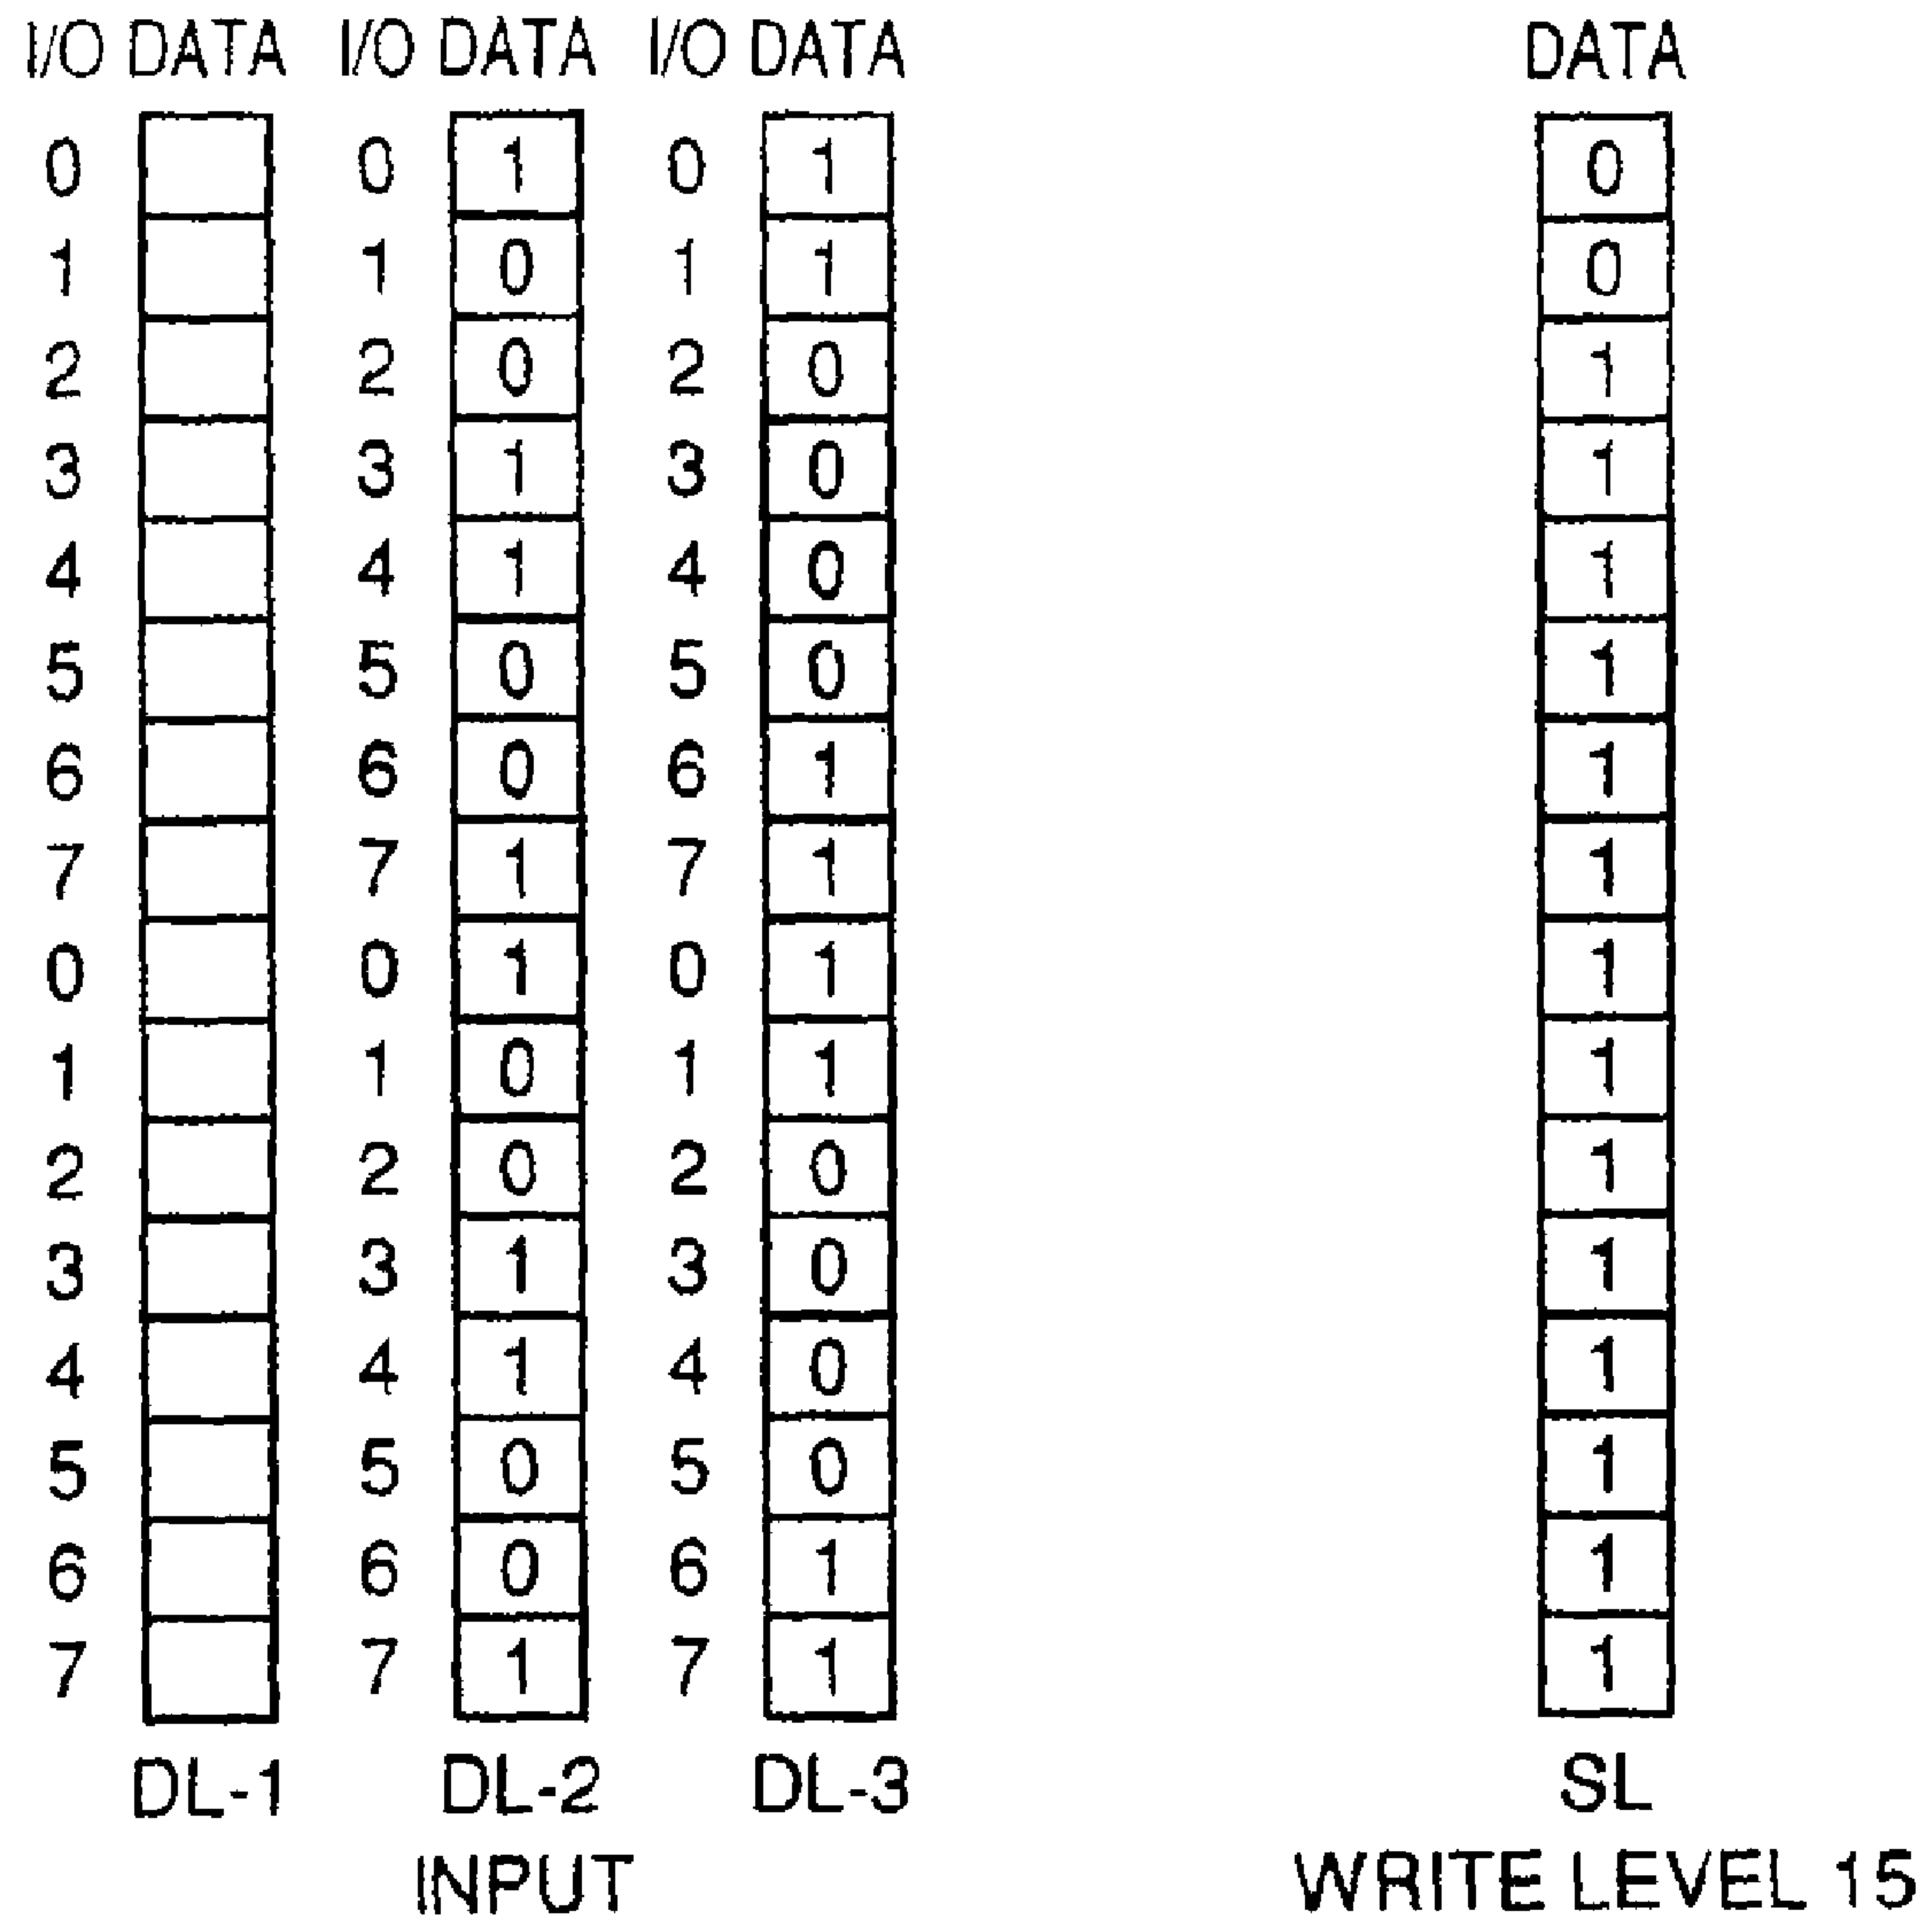 I/O DATA I/O DATA I/O DATA DATA
0 0 1 0 1 0
1 1 0 1 1 0
2 2 0 2 0 1
3 3 1 3 0 1
4 4 1 4 0 1
5 5 0 5 0 1
6 6 0 6 1 1
7 7 1 7 1 1
0 0 1 0 1 1
1 1 0 1 1 1
2 2 0 2 0 1
3 3 1 3 0 1
4 4 1 4 0 1
5 5 0 5 0 1
6 6 0 6 1 1
7 7 1 7 1 1
DL-1 DL-2 DL-3 SL
INPUT WRITE LEVEL 15